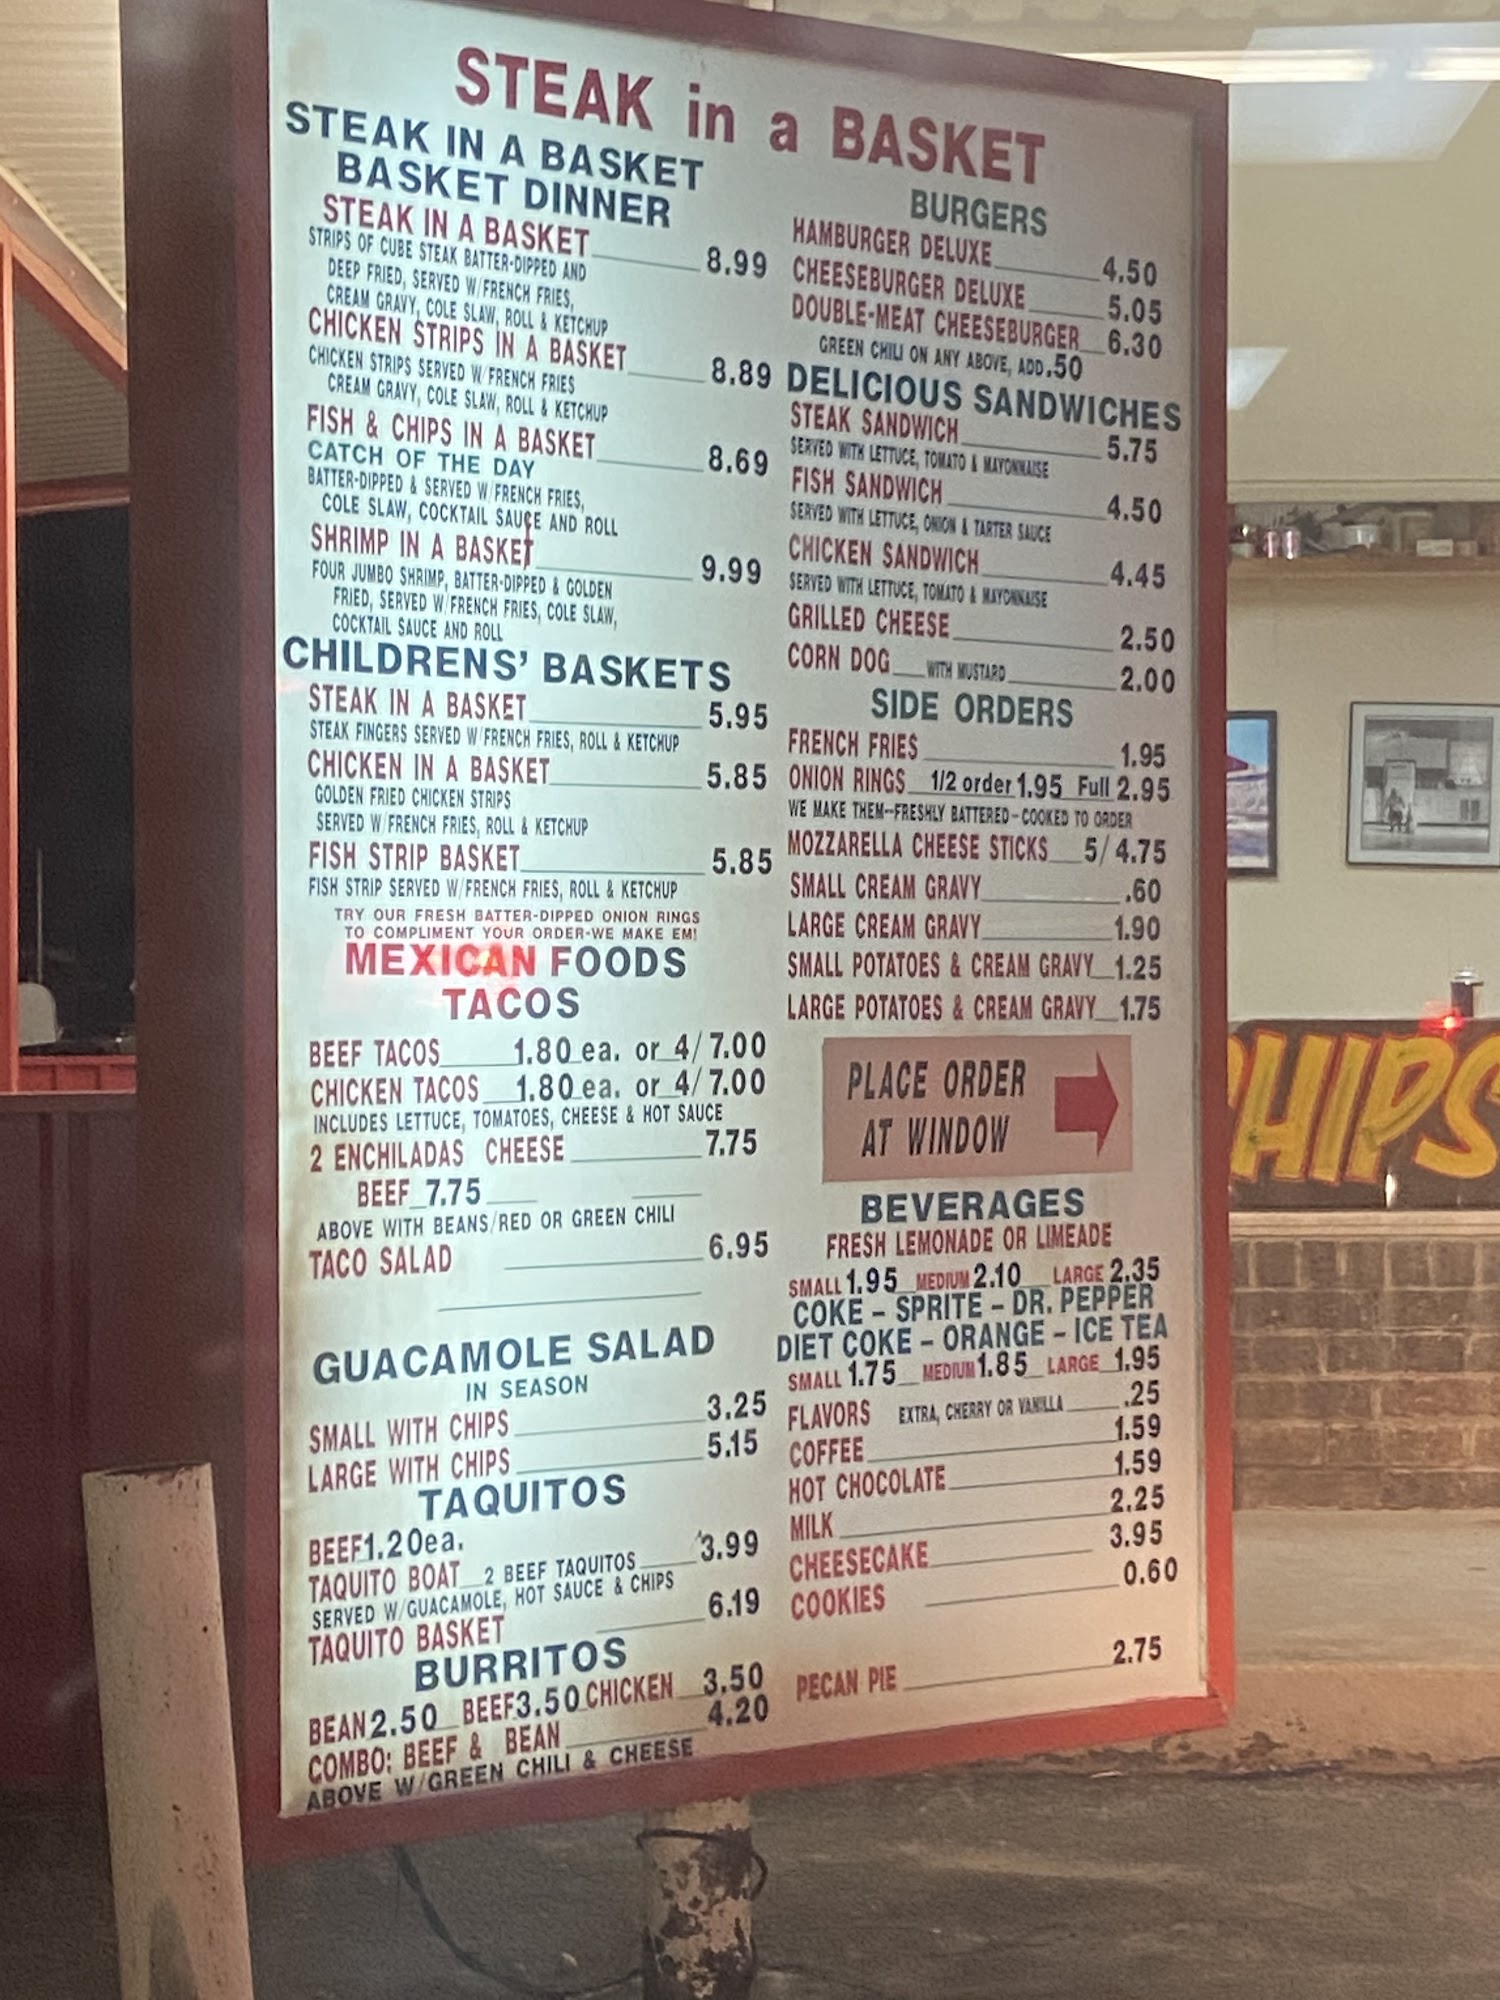 STEAK in a BASKET
STEAK IN A BASKET
BASKET DINNER
STEAK IN A BASKET 8.99
STRIPS OF CUBE STEAK BATTER-DIPPED AND
DEEP FRIED, SERVED W/FRENCH FRIES,
CREAM GRAVY, COLE SLAW, ROLL & KETCHUP
CHICKEN STRIPS IN A BASKET 8.89
CHICKEN STRIPS SERVED W/FRENCH FRIES
CREAM GRAVY, COLE SLAW, ROLL & KETCHUP
FISH & CHIPS IN A BASKET 8.69
CATCH OF THE DAY
BATTER-DIPPED & SERVED W/FRENCH FRIES,
COLE SLAW, COCKTAIL SAUCE AND ROLL
SHRIMP IN A BASKET 9.99
FOUR JUMBO SHRIMP, BATTER-DIPPED & GOLDEN
FRIED, SERVED W/FRENCH FRIES, COLE SLAW,
COCKTAIL SAUCE AND ROLL
CHILDRENS' BASKETS
STEAK IN A BASKET 5.95
STEAK FINGERS SERVED W/FRENCH FRIES, ROLL & KETCHUP
CHICKEN IN A BASKET 5.85
GOLDEN FRIED CHICKEN STRIPS
SERVED W/FRENCH FRIES, ROLL & KETCHUP
FISH STRIP BASKET 5.85
FISH STRIP SERVED W/FRENCH FRIES, ROLL & KETCHUP
TRY OUR FRESH BATTER-DIPPED ONION RINGS
TO COMPLIMENT YOUR ORDER-WE MAKE EM!
MEXICAN FOODS
TACOS
BEEF TACOS 1.80 ea. or 4/7.00
CHICKEN TACOS 1.80 ea. or 4/7.00
INCLUDES LETTUCE, TOMATOES, CHEESE & HOT SAUCE
2 ENCHILADAS CHEESE 7.75
BEEF 7.75
ABOVE WITH BEANS/RED OR GREEN CHILI
TACO SALAD 6.95
GUACAMOLE SALAD
IN SEASON
SMALL WITH CHIPS 3.25
LARGE WITH CHIPS 5.15
TAQUITOS
BEEF 1.20ea.
TAQUITO BOAT 2 BEEF TAQUITOS 3.99
SERVED W/GUACAMOLE, HOT SAUCE & CHIPS
TAQUITO BASKET 6.19
BURRITOS
BEAN 2.50 BEEF 3.50 CHICKEN 3.50
COMBO: BEEF & BEAN 4.20
ABOVE W/GREEN CHILI & CHEESE
BURGERS
HAMBURGER DELUXE 4.50
CHEESEBURGER DELUXE 5.05
DOUBLE-MEAT CHEESEBURGER 6.30
GREEN CHILI ON ANY ABOVE, ADD .50
DELICIOUS SANDWICHES
STEAK SANDWICH 5.75
SERVED WITH LETTUCE, TOMATO & MAYONNAISE
FISH SANDWICH 4.50
SERVED WITH LETTUCE, ONION & TARTER SAUCE
CHICKEN SANDWICH 4.45
SERVED WITH LETTUCE, TOMATO & MAYONNAISE
GRILLED CHEESE 2.50
CORN DOG WITH MUSTARD 2.00
SIDE ORDERS
FRENCH FRIES 1.95
ONION RINGS 1/2 order 1.95 Full 2.95
WE MAKE THEM--FRESHLY BATTERED-COOKED TO ORDER
MOZZARELLA CHEESE STICKS 5/4.75
SMALL CREAM GRAVY .60
LARGE CREAM GRAVY 1.90
SMALL POTATOES & CREAM GRAVY 1.25
LARGE POTATOES & CREAM GRAVY 1.75
PLACE ORDER
AT WINDOW
BEVERAGES
FRESH LEMONADE OR LIMEADE
SMALL 1.95 MEDIUM 2.10 LARGE 2.35
COKE - SPRITE - DR. PEPPER
DIET COKE - ORANGE - ICE TEA
SMALL 1.75 MEDIUM 1.85 LARGE 1.95
FLAVORS EXTRA, CHERRY OR VANILLA .25
COFFEE 1.59
HOT CHOCOLATE 1.59
MILK 2.25
CHEESECAKE 3.95
COOKIES 0.60
PECAN PIE 2.75
HIPS